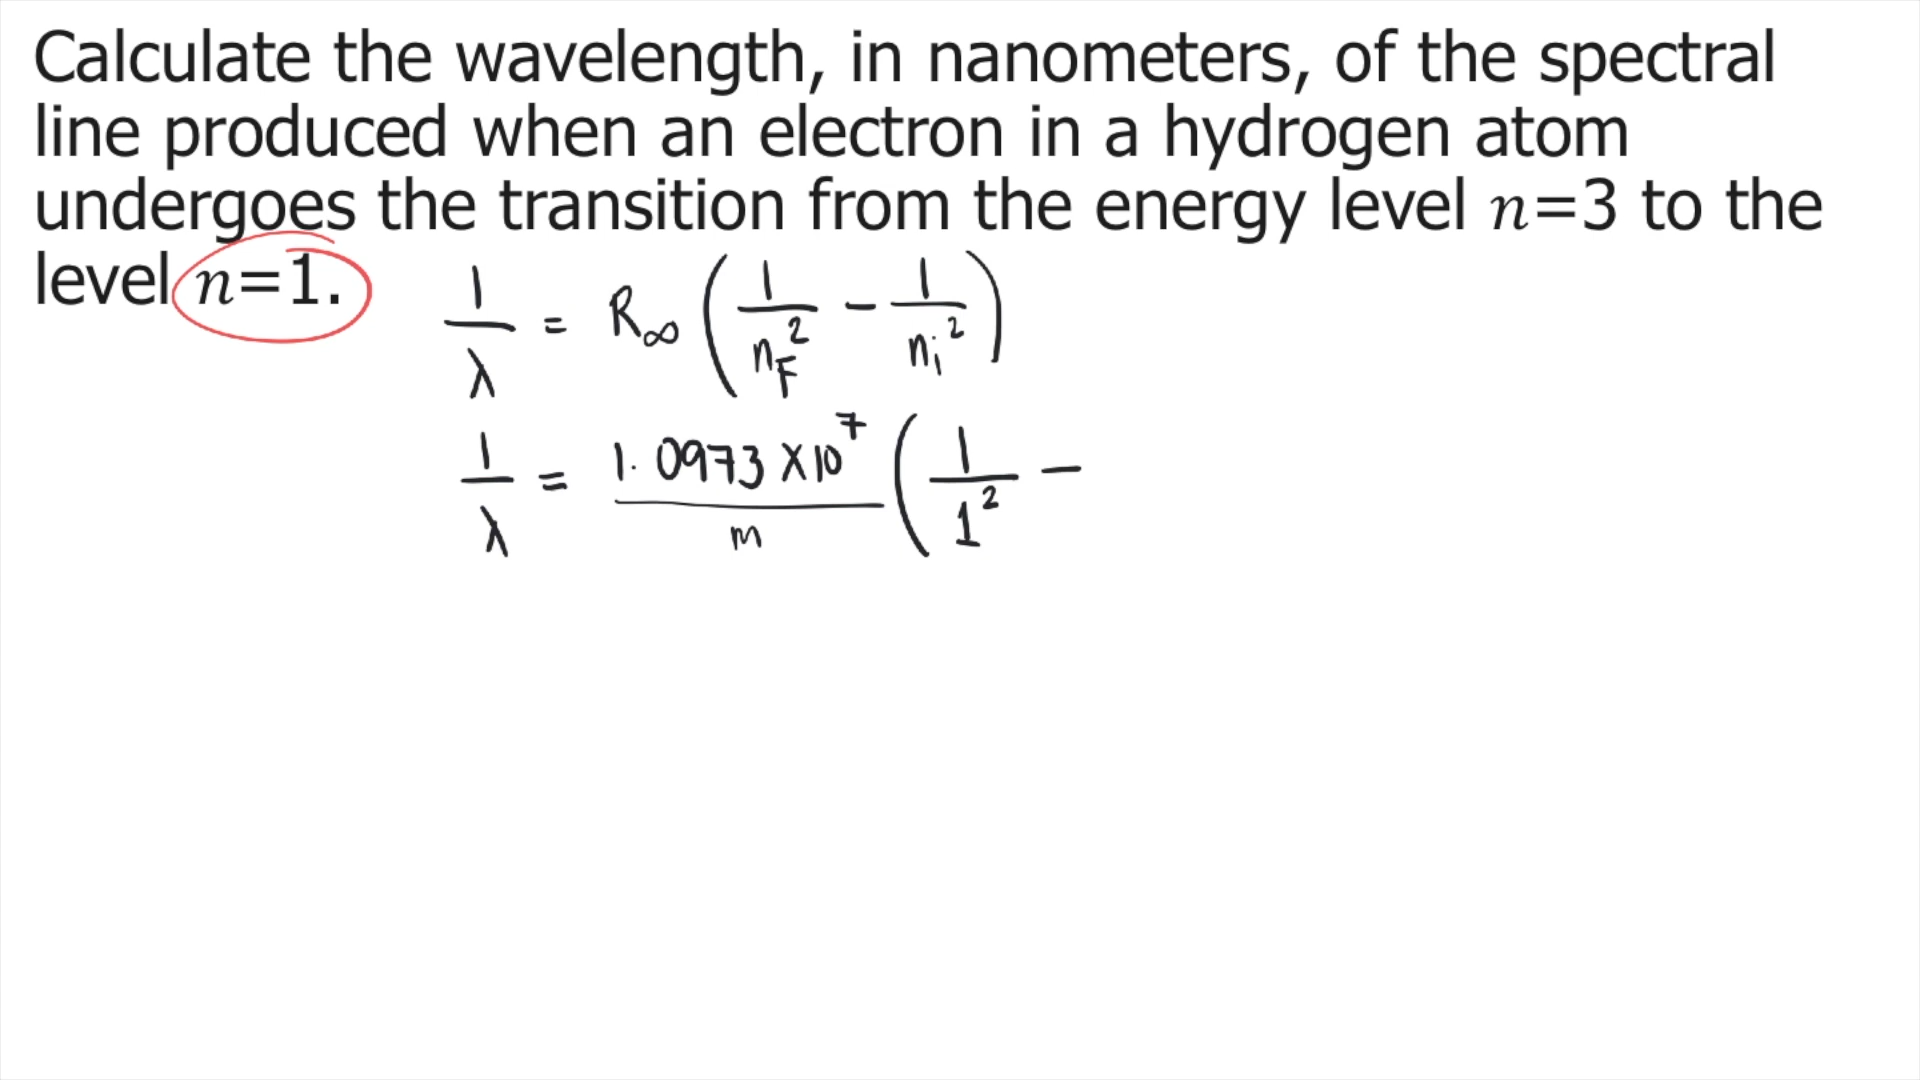 Calculate the wavelength, in nanometers, of the spectral
line produced when an electron in a hydrogen atom
undergoes the transition from the energy level n=3 to the
level n=1.
1/λ = R∞ (1/nF² − 1/ni²)
1/λ = 1.0973 X10⁷/m (1/1² −